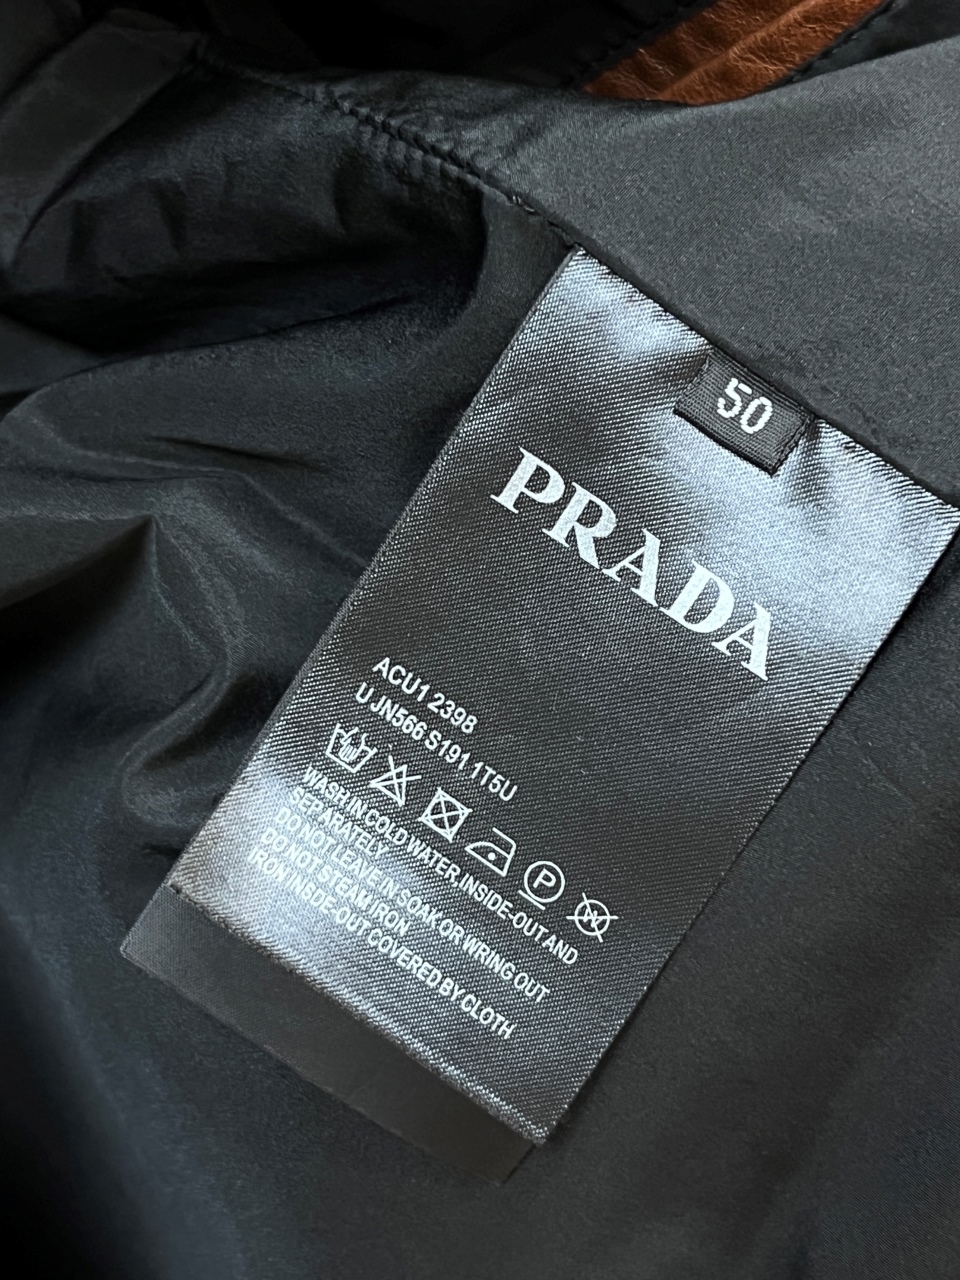 50
PRADA
ACU1 2398
U JN566 S191 1T5U
P W
WASH IN COLD WATER, INSIDE-OUT AND
SEPARATELY
DO NOT LEAVE IN SOAK OR WRING OUT
DO NOT STEAM IRON
IRON INSIDE-OUT COVERED BY CLOTH